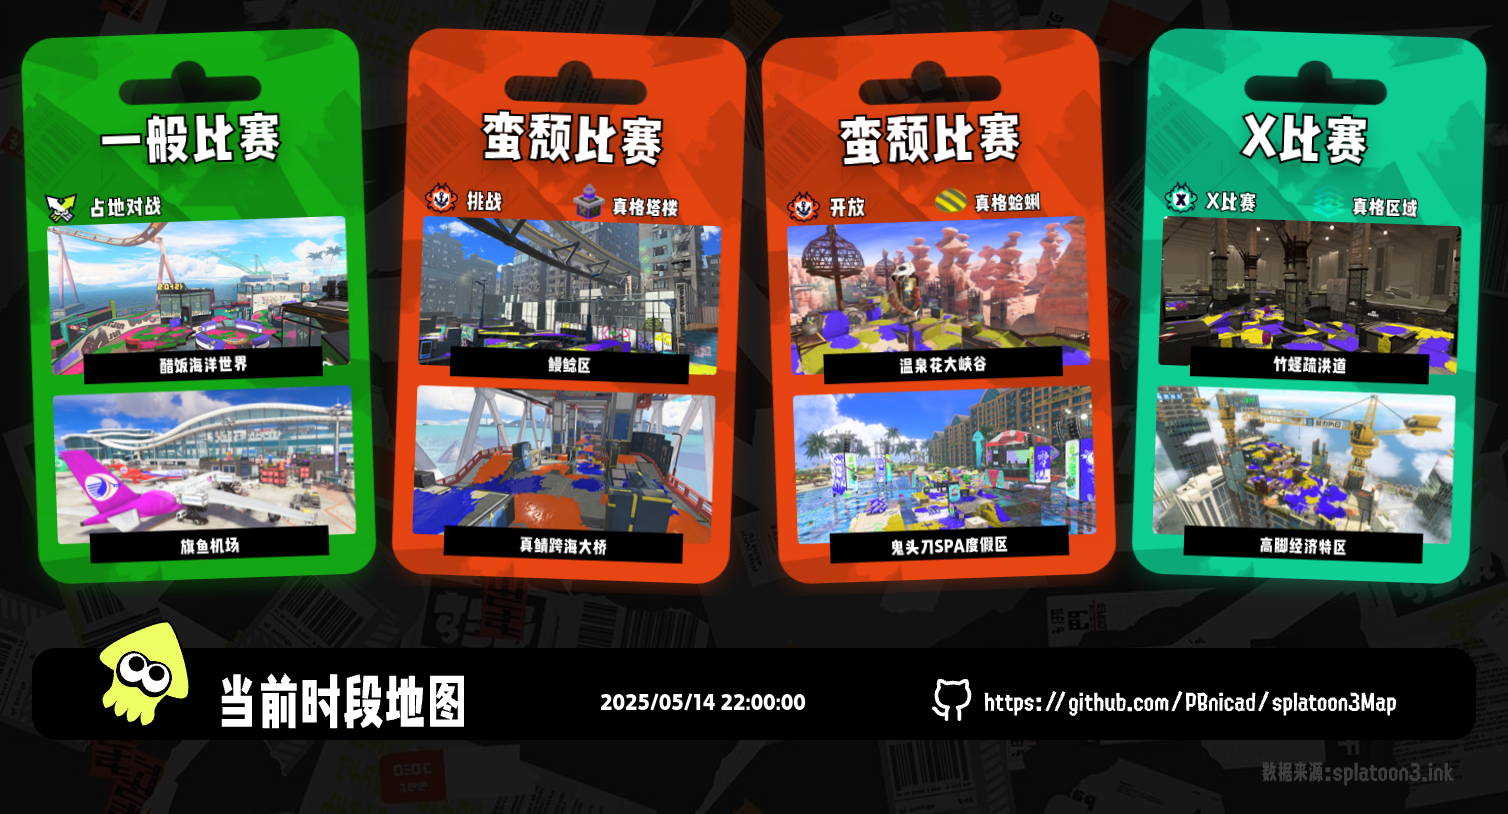 一般比赛
占地对战
醋饭海洋世界
旗鱼机场
蛮颓比赛
挑战
真格塔楼
鳗鲶区
真鲭跨海大桥
蛮颓比赛
开放
真格蛤蜊
温泉花大峡谷
鬼头刀SPA度假区
X比赛
X比赛
真格区域
竹蛏疏洪道
高脚经济特区
当前时段地图
2025/05/14 22:00:00
https://github.com/PBnicad/splatoon3Map
数据来源:splatoon3.ink